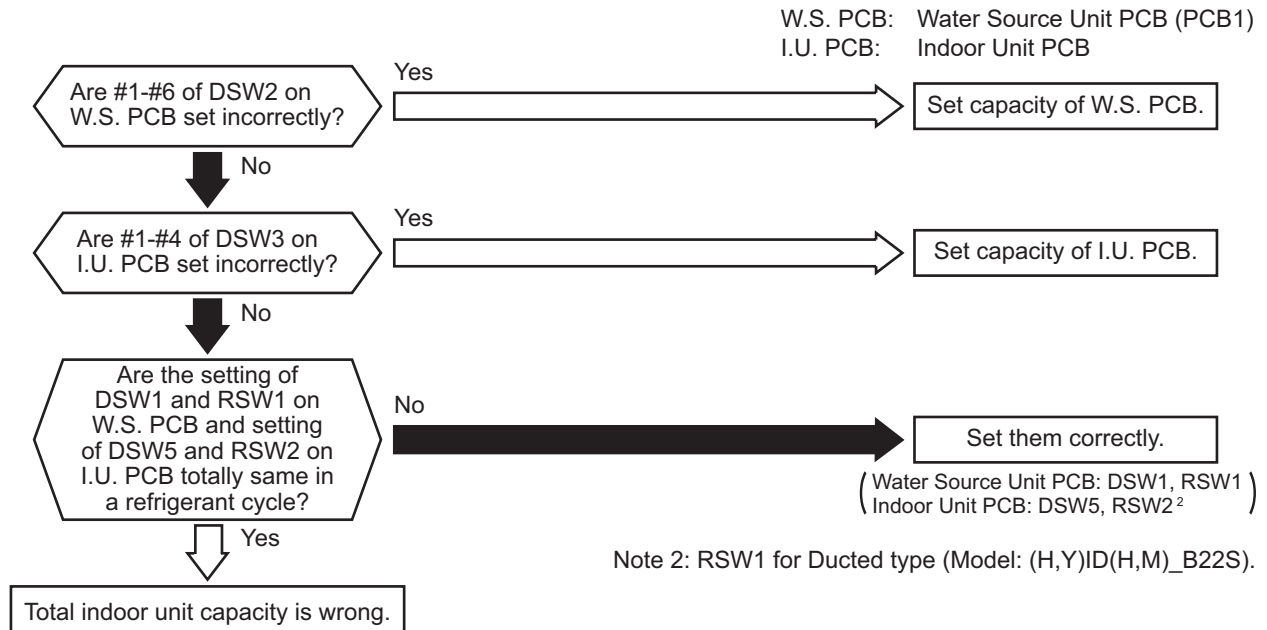 W.S. PCB: Water Source Unit PCB (PCB1)
I.U. PCB: Indoor Unit PCB
Are #1-#6 of DSW2 on
W.S. PCB set incorrectly?
Yes
Set capacity of W.S. PCB.
No
Are #1-#4 of DSW3 on
I.U. PCB set incorrectly?
Yes
Set capacity of I.U. PCB.
No
Are the setting of
DSW1 and RSW1 on
W.S. PCB and setting
of DSW5 and RSW2 on
I.U. PCB totally same in
a refrigerant cycle?
No
Set them correctly.
(Water Source Unit PCB: DSW1, RSW1
Indoor Unit PCB: DSW5, RSW2²)
Yes
Note 2: RSW1 for Ducted type (Model: (H,Y)ID(H,M)_B22S).
Total indoor unit capacity is wrong.